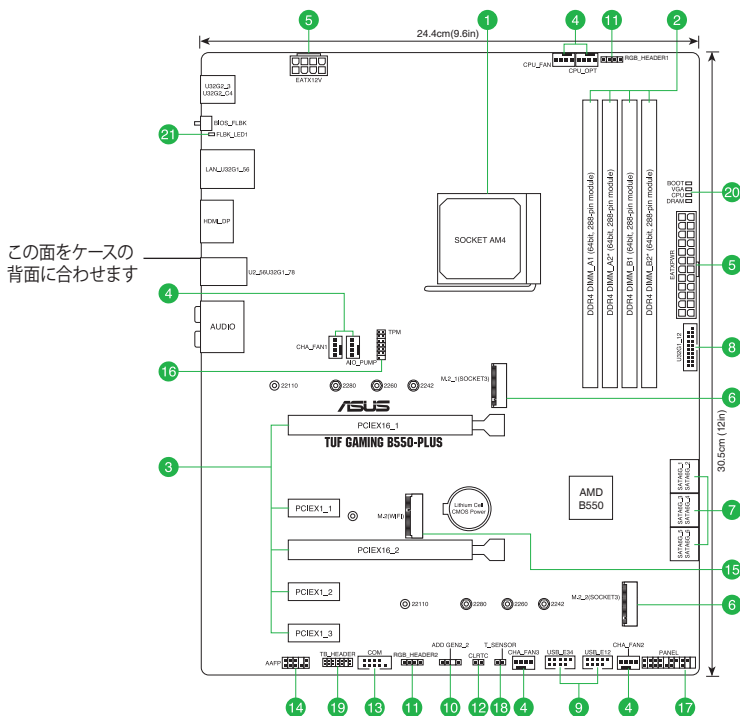 24.4cm(9.6in)
30.5cm (12in)
5
1
4
11
2
EATX12V
CPU_FAN
CPU_OPT
RGB_HEADER1
U32G2_3
U32G2_C4
BIOS_FLBK
FLBK_LED1
21
LAN_U32G1_56
HDMI_DP
この面をケースの
背面に合わせます
U2_56U32G1_78
AUDIO
SOCKET AM4
DDR4 DIMM_A1 (64bit, 288-pin module)
DDR4 DIMM_A2* (64bit, 288-pin module)
DDR4 DIMM_B1 (64bit, 288-pin module)
DDR4 DIMM_B2* (64bit, 288-pin module)
BOOT
VGA
CPU
DRAM
20
EATXPWR
5
U32G1_12
8
4
CHA_FAN1
AIO_PUMP
TPM
16
22110
2280
2260
2242
M.2_1(SOCKET3)
6
ASUS
TUF GAMING B550-PLUS
PCIEX16_1
3
PCIEX1_1
M.2(WIFI)
Lithium Cell
CMOS Power
AMD
B550
SATA6G_1
SATA6G_2
SATA6G_3
SATA6G_4
SATA6G_5
SATA6G_6
7
PCIEX16_2
15
PCIEX1_2
22110
2280
2260
2242
M.2_2(SOCKET3)
6
PCIEX1_3
AAFP
TB_HEADER
COM
RGB_HEADER2
ADD GEN2_2
CLRTC
T_SENSOR
CHA_FAN3
USB_E34
USB_E12
CHA_FAN2
PANEL
14
19
13
11
10
12
18
4
9
4
17